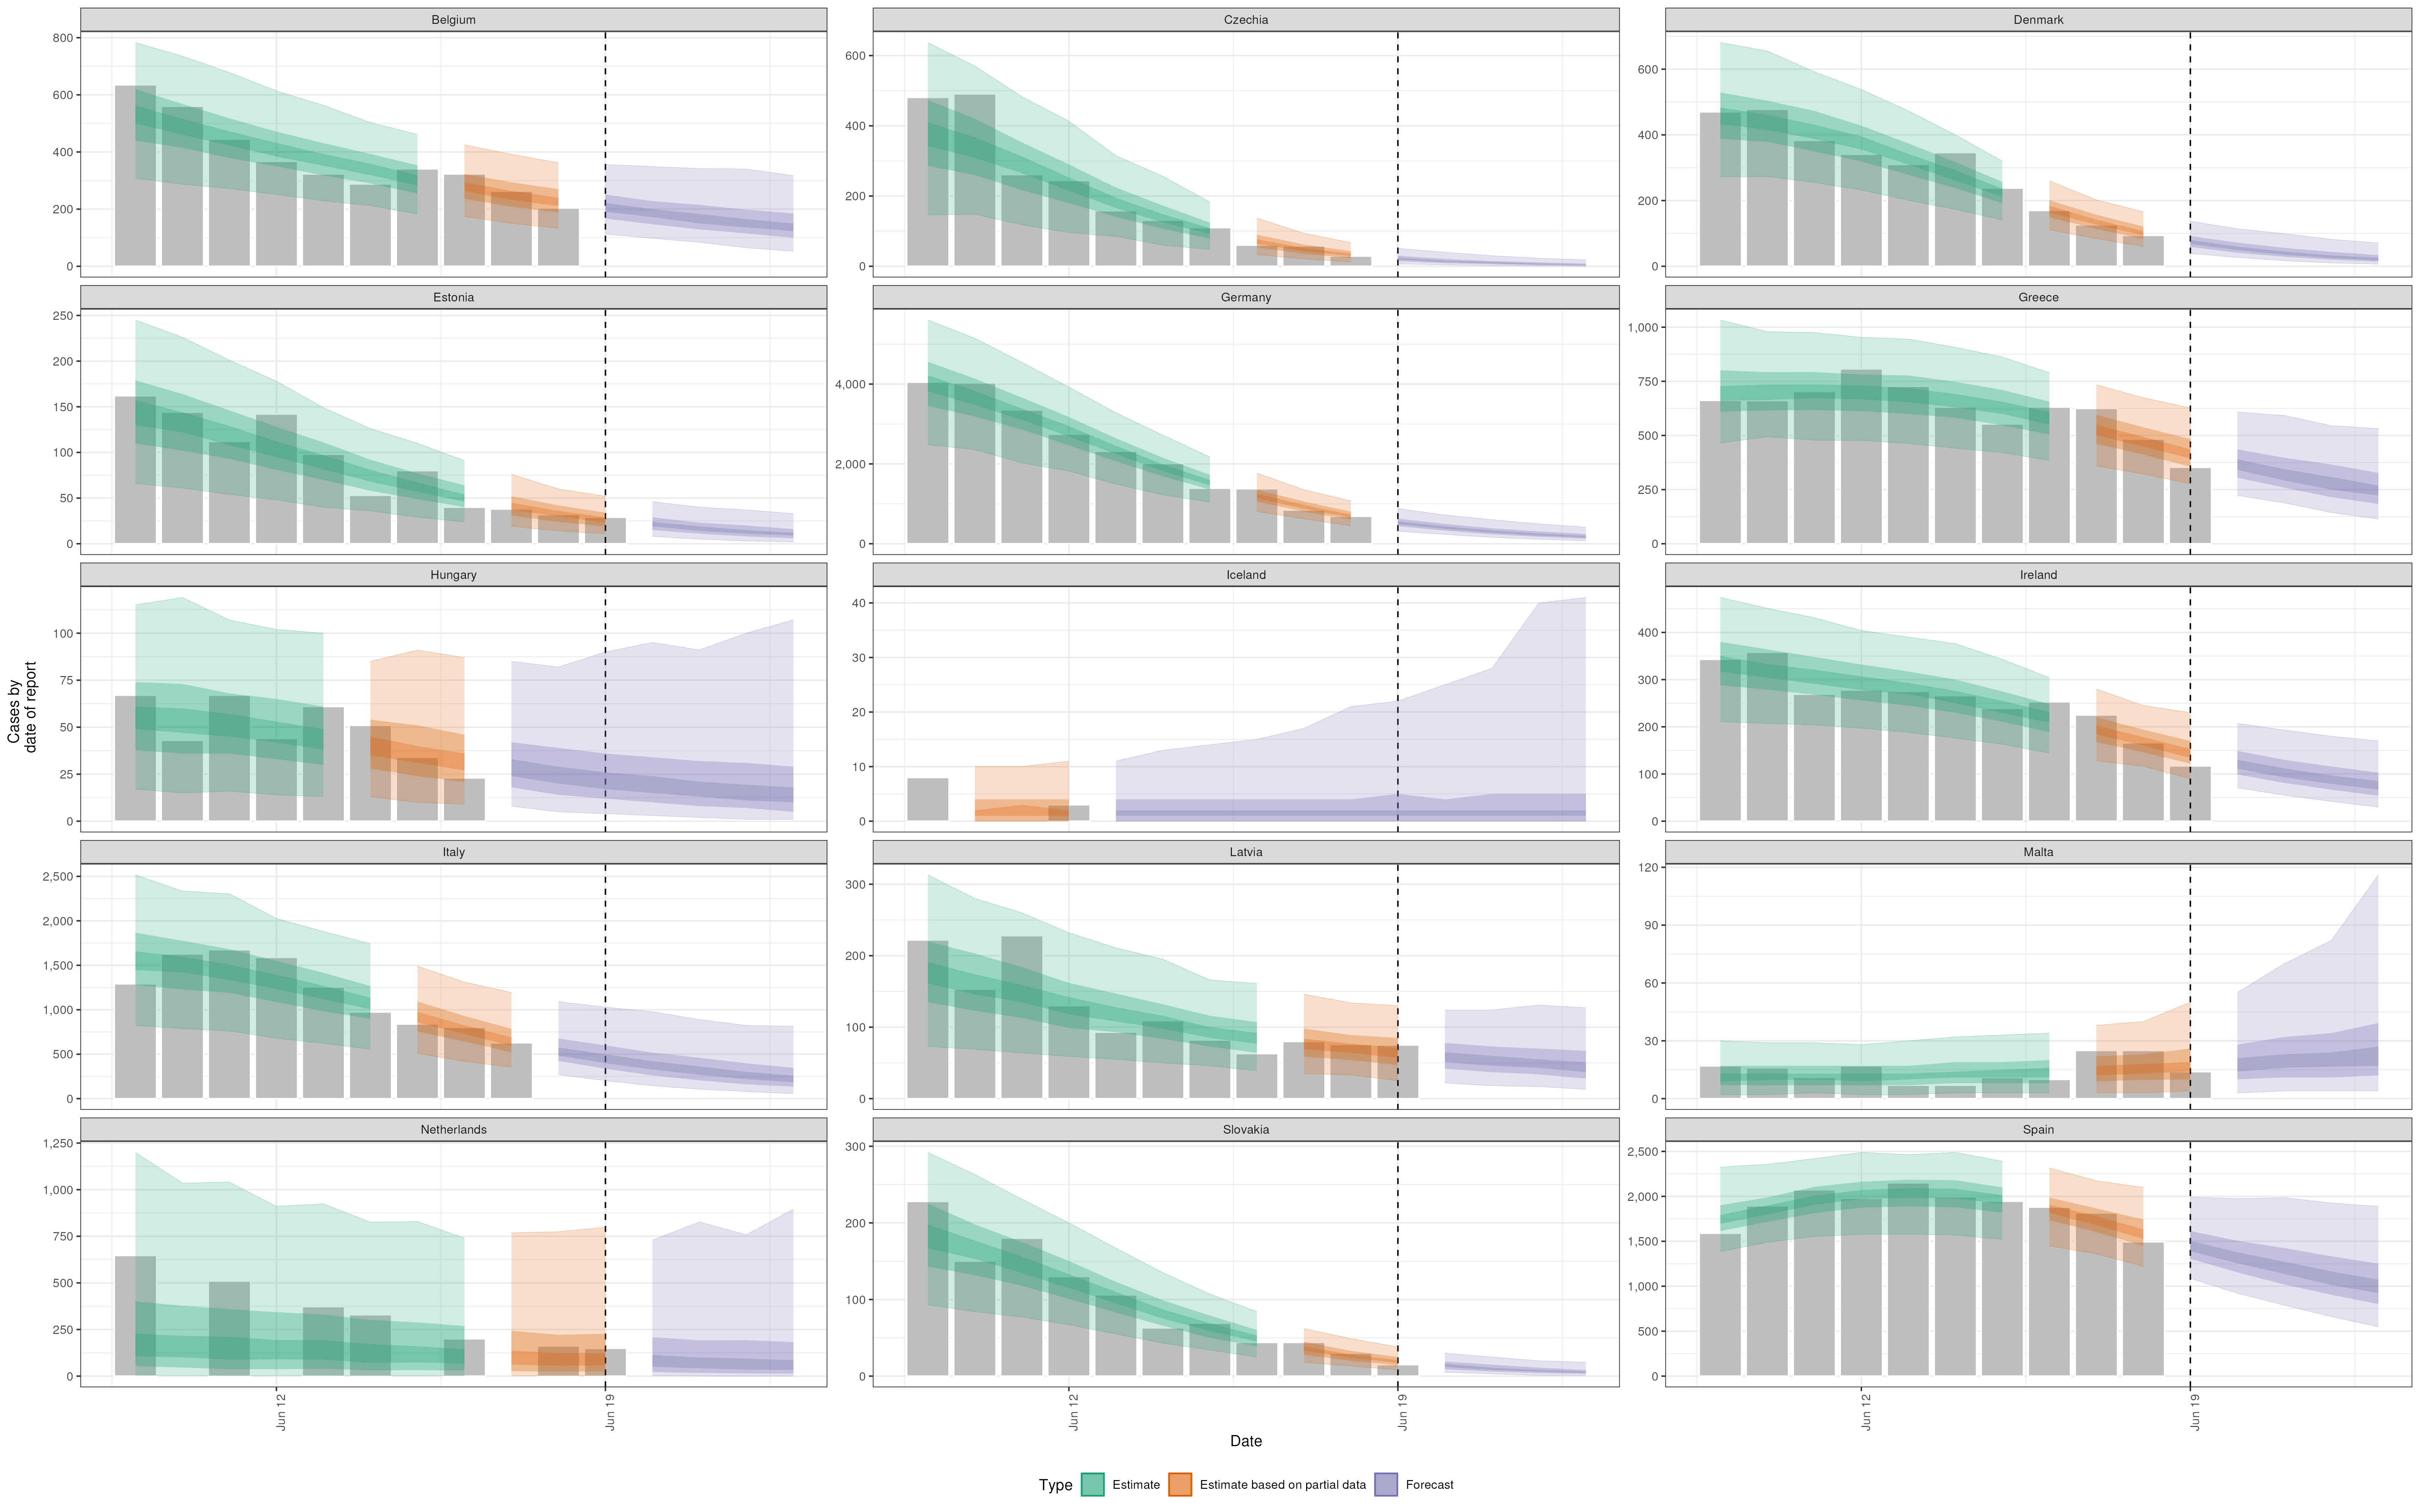 Belgium
Czechia
Denmark
800
600
400
200
0
600
400
200
0
600
400
200
0
Estonia
Germany
Greece
250
200
150
100
50
0
4,000
2,000
0
1,000
750
500
250
0
Hungary
Iceland
Ireland
100
75
50
25
0
40
30
20
10
0
400
300
200
100
0
Italy
Latvia
Malta
2,500
2,000
1,500
1,000
500
0
300
200
100
0
120
90
60
30
0
Netherlands
Slovakia
Spain
1,250
1,000
750
500
250
0
300
200
100
0
2,500
2,000
1,500
1,000
500
0
Cases by
date of report
Jun 12
Jun 19
Jun 12
Jun 19
Jun 12
Jun 19
Date
Type
Estimate
Estimate based on partial data
Forecast